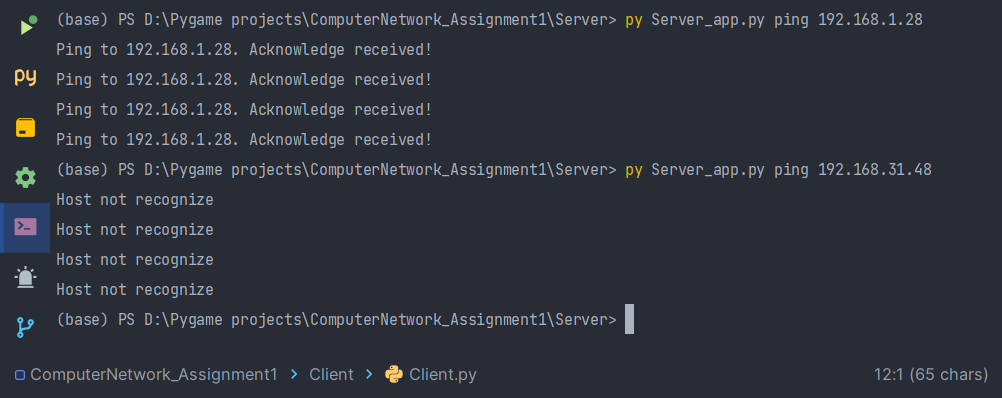 (base) PS D:\Pygame projects\ComputerNetwork_Assignment1\Server> py Server_app.py ping 192.168.1.28
Ping to 192.168.1.28. Acknowledge received!
Ping to 192.168.1.28. Acknowledge received!
Ping to 192.168.1.28. Acknowledge received!
Ping to 192.168.1.28. Acknowledge received!
(base) PS D:\Pygame projects\ComputerNetwork_Assignment1\Server> py Server_app.py ping 192.168.31.48
Host not recognize
Host not recognize
Host not recognize
Host not recognize
(base) PS D:\Pygame projects\ComputerNetwork_Assignment1\Server>
py
ComputerNetwork_Assignment1 > Client > Client.py 12:1 (65 chars)